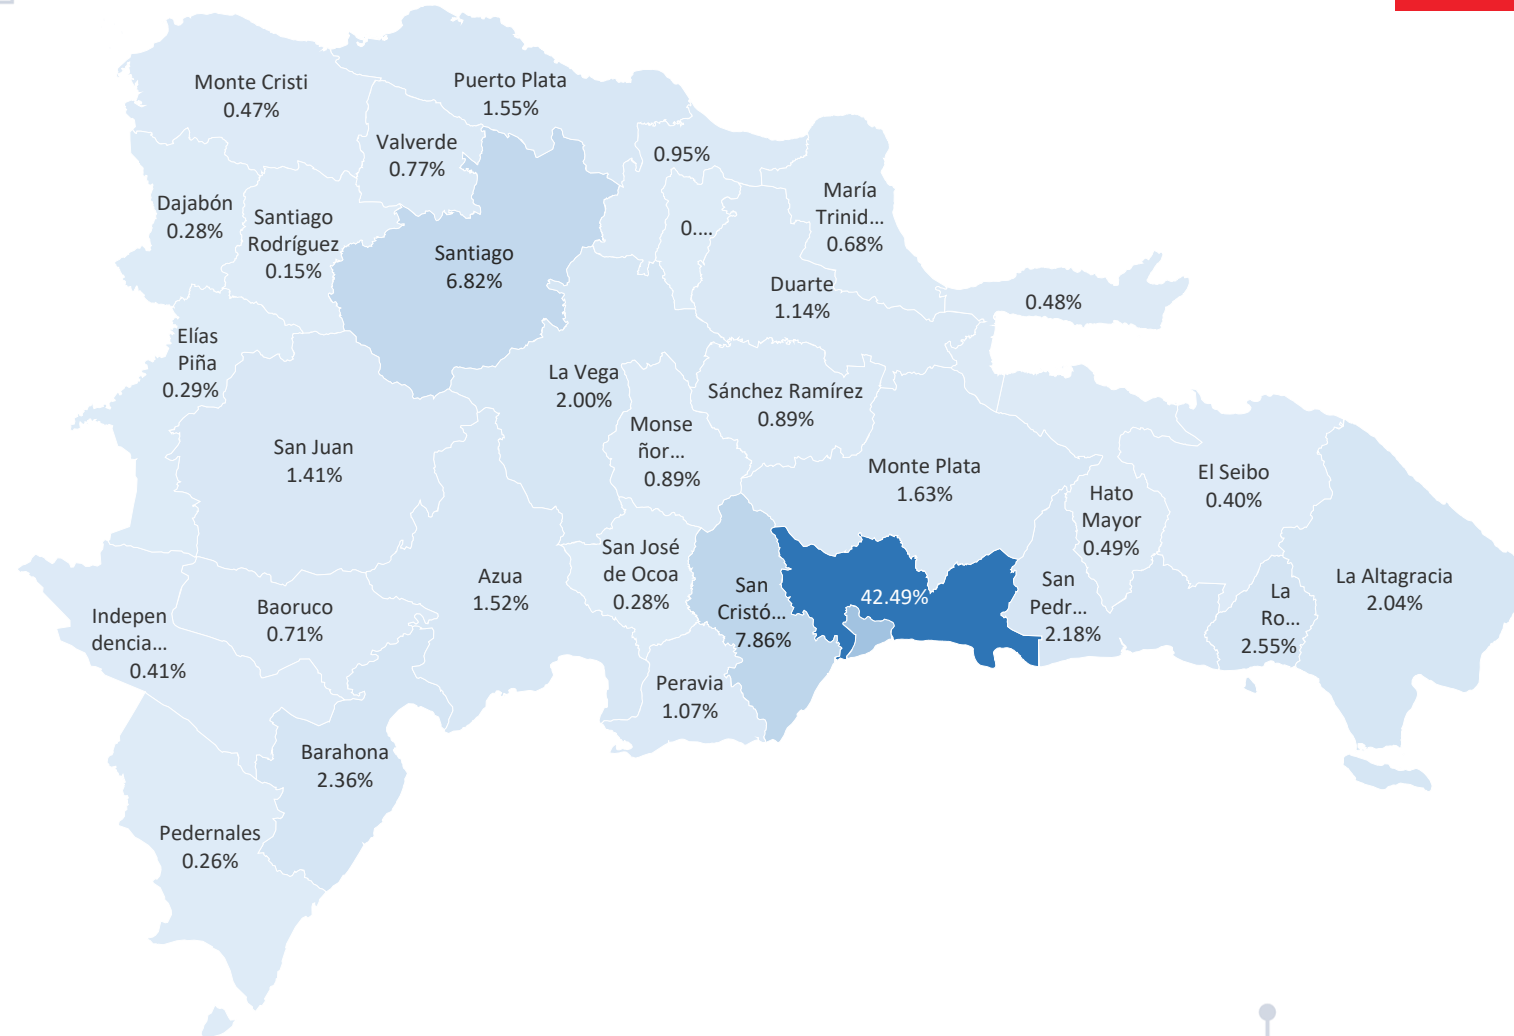 Monte Cristi
0.47%
Puerto Plata
1.55%
Valverde
0.77%
0.95%
María
Trinid...
0.68%
Dajabón
0.28%
Santiago
Rodríguez
0.15%
Santiago
6.82%
0....
Duarte
1.14%
0.48%
Elías
Piña
0.29%
La Vega
2.00%
Sánchez Ramírez
0.89%
Monse
ñor...
0.89%
San Juan
1.41%
Monte Plata
1.63%
Hato
Mayor
0.49%
El Seibo
0.40%
San José
de Ocoa
0.28%
Azua
1.52%
San
Cristó...
7.86%
42.49%
San
Pedr...
2.18%
La
Ro...
2.55%
La Altagracia
2.04%
Indepen
dencia...
0.41%
Baoruco
0.71%
Peravia
1.07%
Barahona
2.36%
Pedernales
0.26%